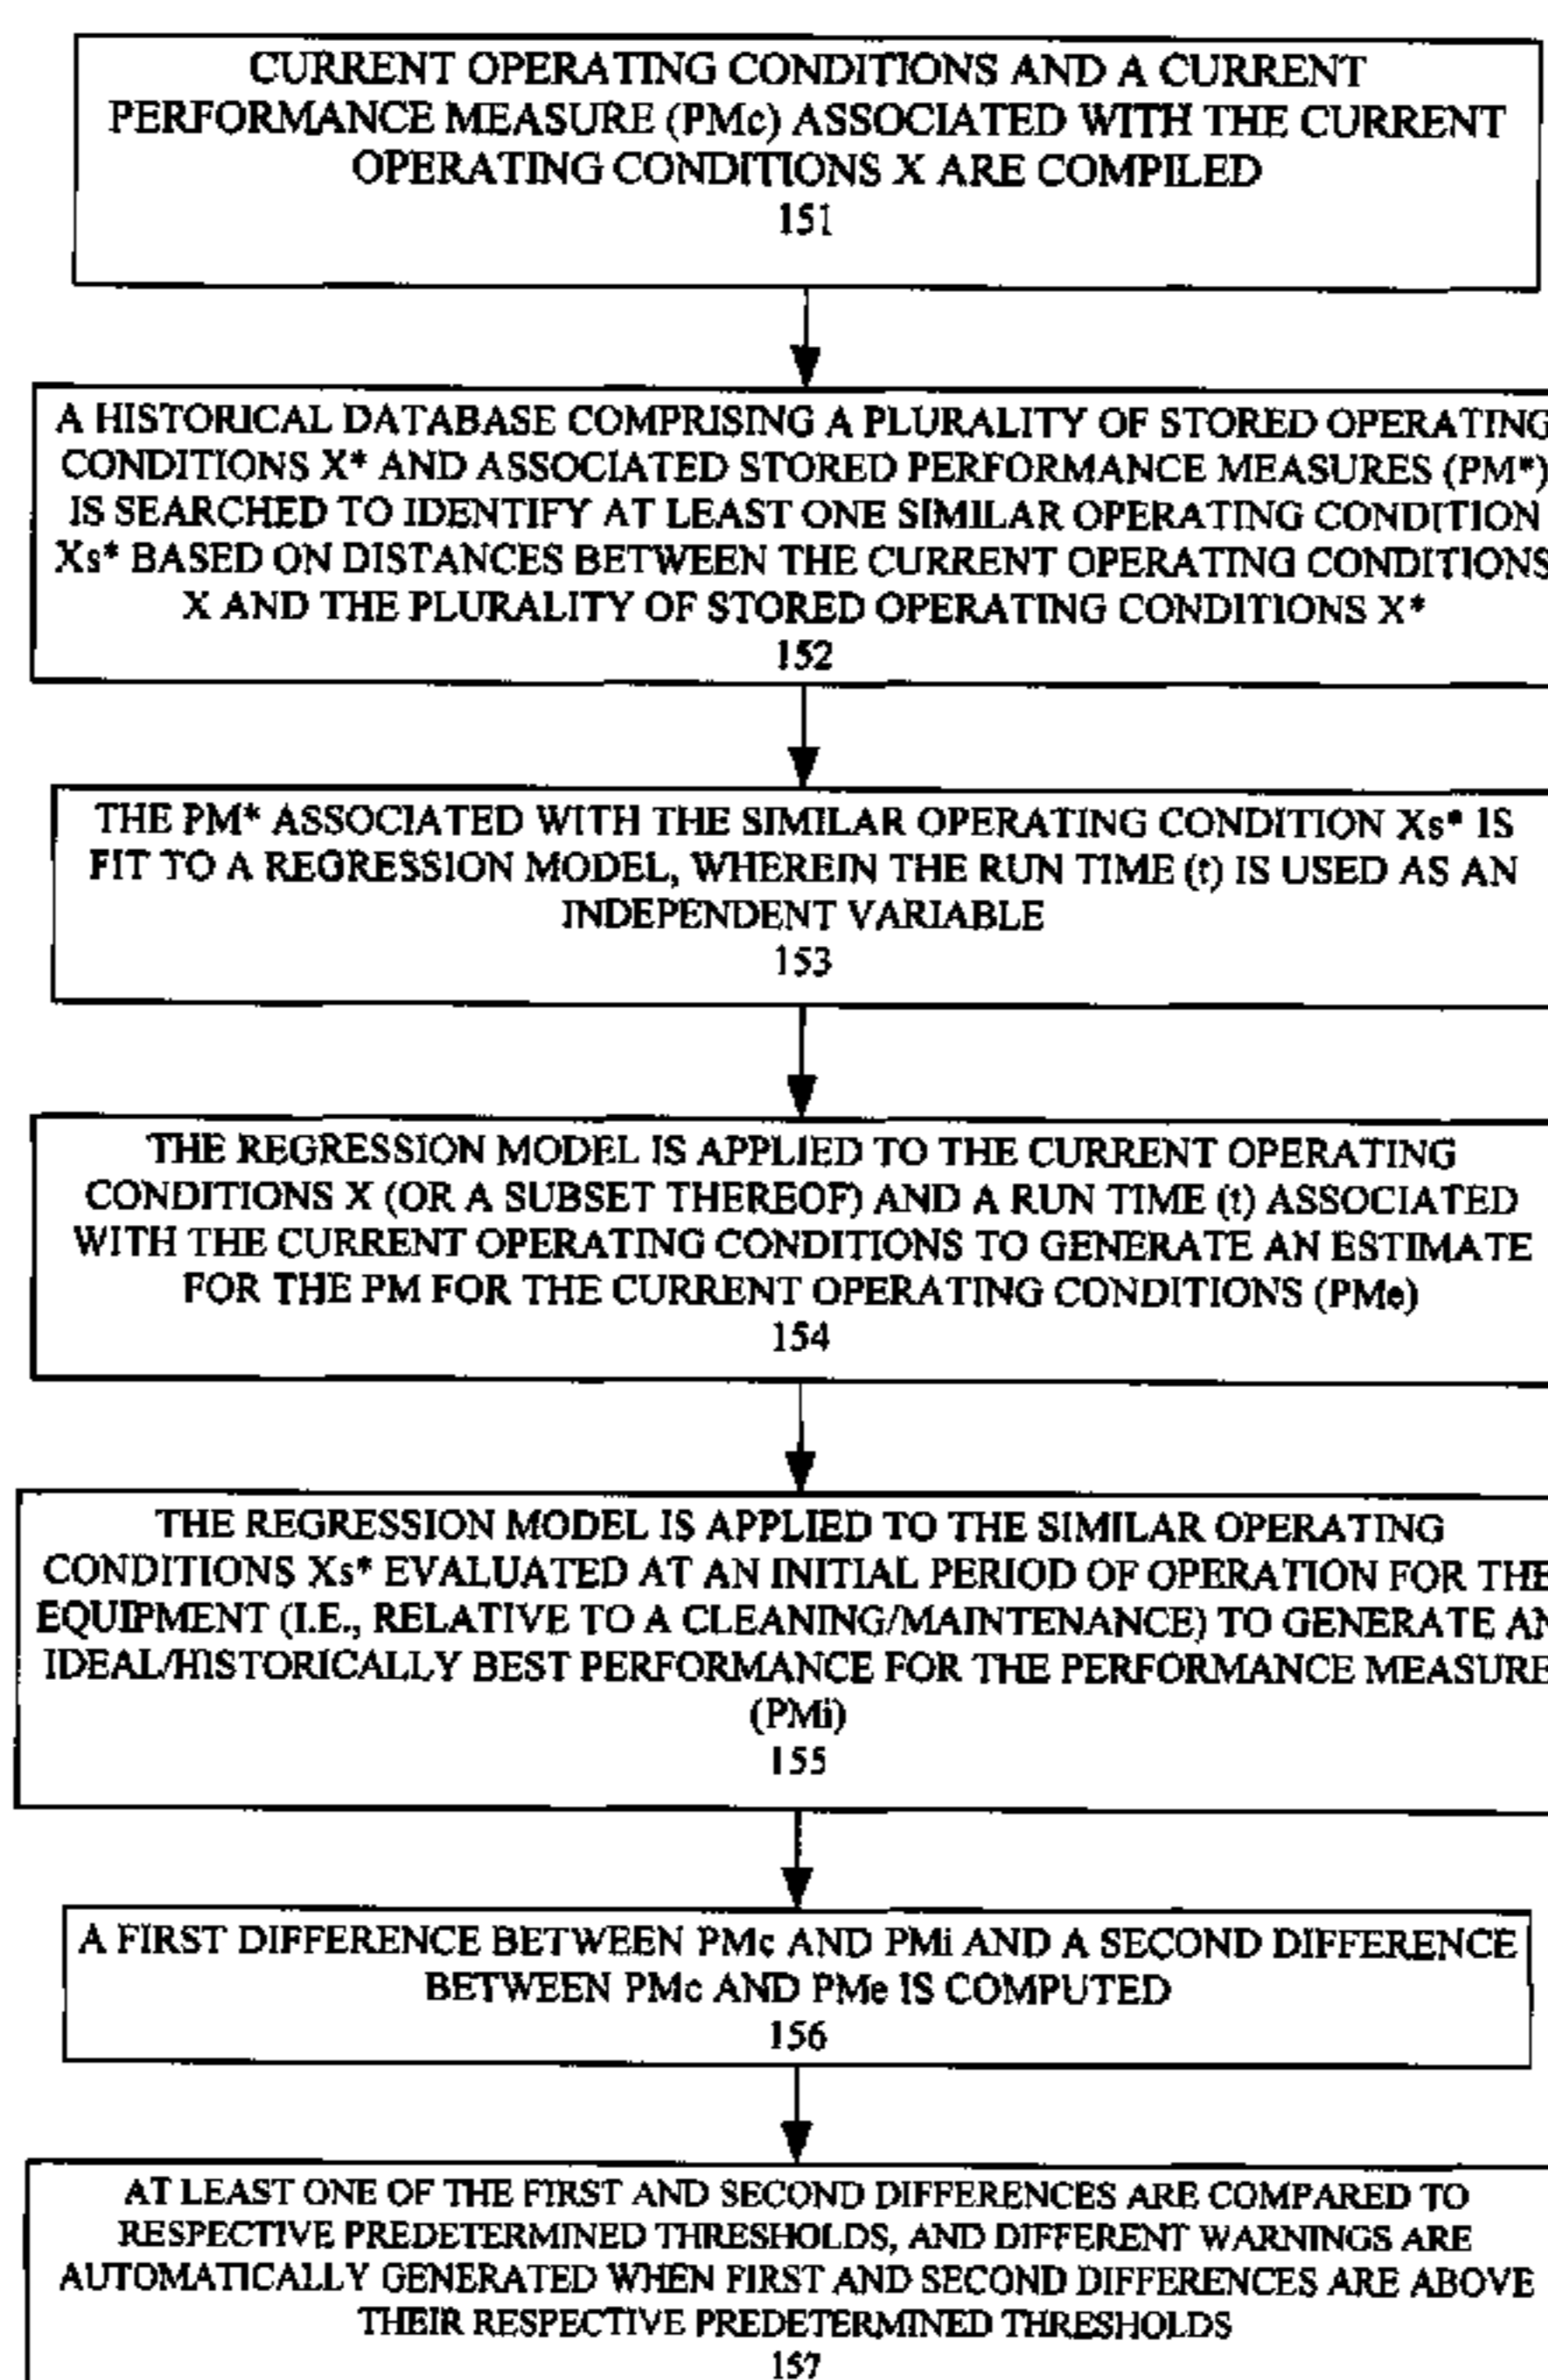 CURRENT OPERATING CONDITIONS AND A CURRENT
PERFORMANCE MEASURE (PMc) ASSOCIATED WITH THE CURRENT
OPERATING CONDITIONS X ARE COMPILED
151
A HISTORICAL DATABASE COMPRISING A PLURALITY OF STORED OPERATING
CONDITIONS X* AND ASSOCIATED STORED PERFORMANCE MEASURES (PM*)
IS SEARCHED TO IDENTIFY AT LEAST ONE SIMILAR OPERATING CONDITION
Xs* BASED ON DISTANCES BETWEEN THE CURRENT OPERATING CONDITIONS
X AND THE PLURALITY OF STORED OPERATING CONDITIONS X*
152
THE PM* ASSOCIATED WITH THE SIMILAR OPERATING CONDITION Xs* IS
FIT TO A REGRESSION MODEL, WHEREIN THE RUN TIME (t) IS USED AS AN
INDEPENDENT VARIABLE
153
THE REGRESSION MODEL IS APPLIED TO THE CURRENT OPERATING
CONDITIONS X (OR A SUBSET THEREOF) AND A RUN TIME (t) ASSOCIATED
WITH THE CURRENT OPERATING CONDITIONS TO GENERATE AN ESTIMATE
FOR THE PM FOR THE CURRENT OPERATING CONDITIONS (PMe)
154
THE REGRESSION MODEL IS APPLIED TO THE SIMILAR OPERATING
CONDITIONS Xs* EVALUATED AT AN INITIAL PERIOD OF OPERATION FOR THE
EQUIPMENT (I.E., RELATIVE TO A CLEANING/MAINTENANCE) TO GENERATE AN
IDEAL/HISTORICALLY BEST PERFORMANCE FOR THE PERFORMANCE MEASURE
(PMi)
155
A FIRST DIFFERENCE BETWEEN PMc AND PMi AND A SECOND DIFFERENCE
BETWEEN PMc AND PMe IS COMPUTED
156
AT LEAST ONE OF THE FIRST AND SECOND DIFFERENCES ARE COMPARED TO
RESPECTIVE PREDETERMINED THRESHOLDS, AND DIFFERENT WARNINGS ARE
AUTOMATICALLY GENERATED WHEN FIRST AND SECOND DIFFERENCES ARE ABOVE
THEIR RESPECTIVE PREDETERMINED THRESHOLDS
157